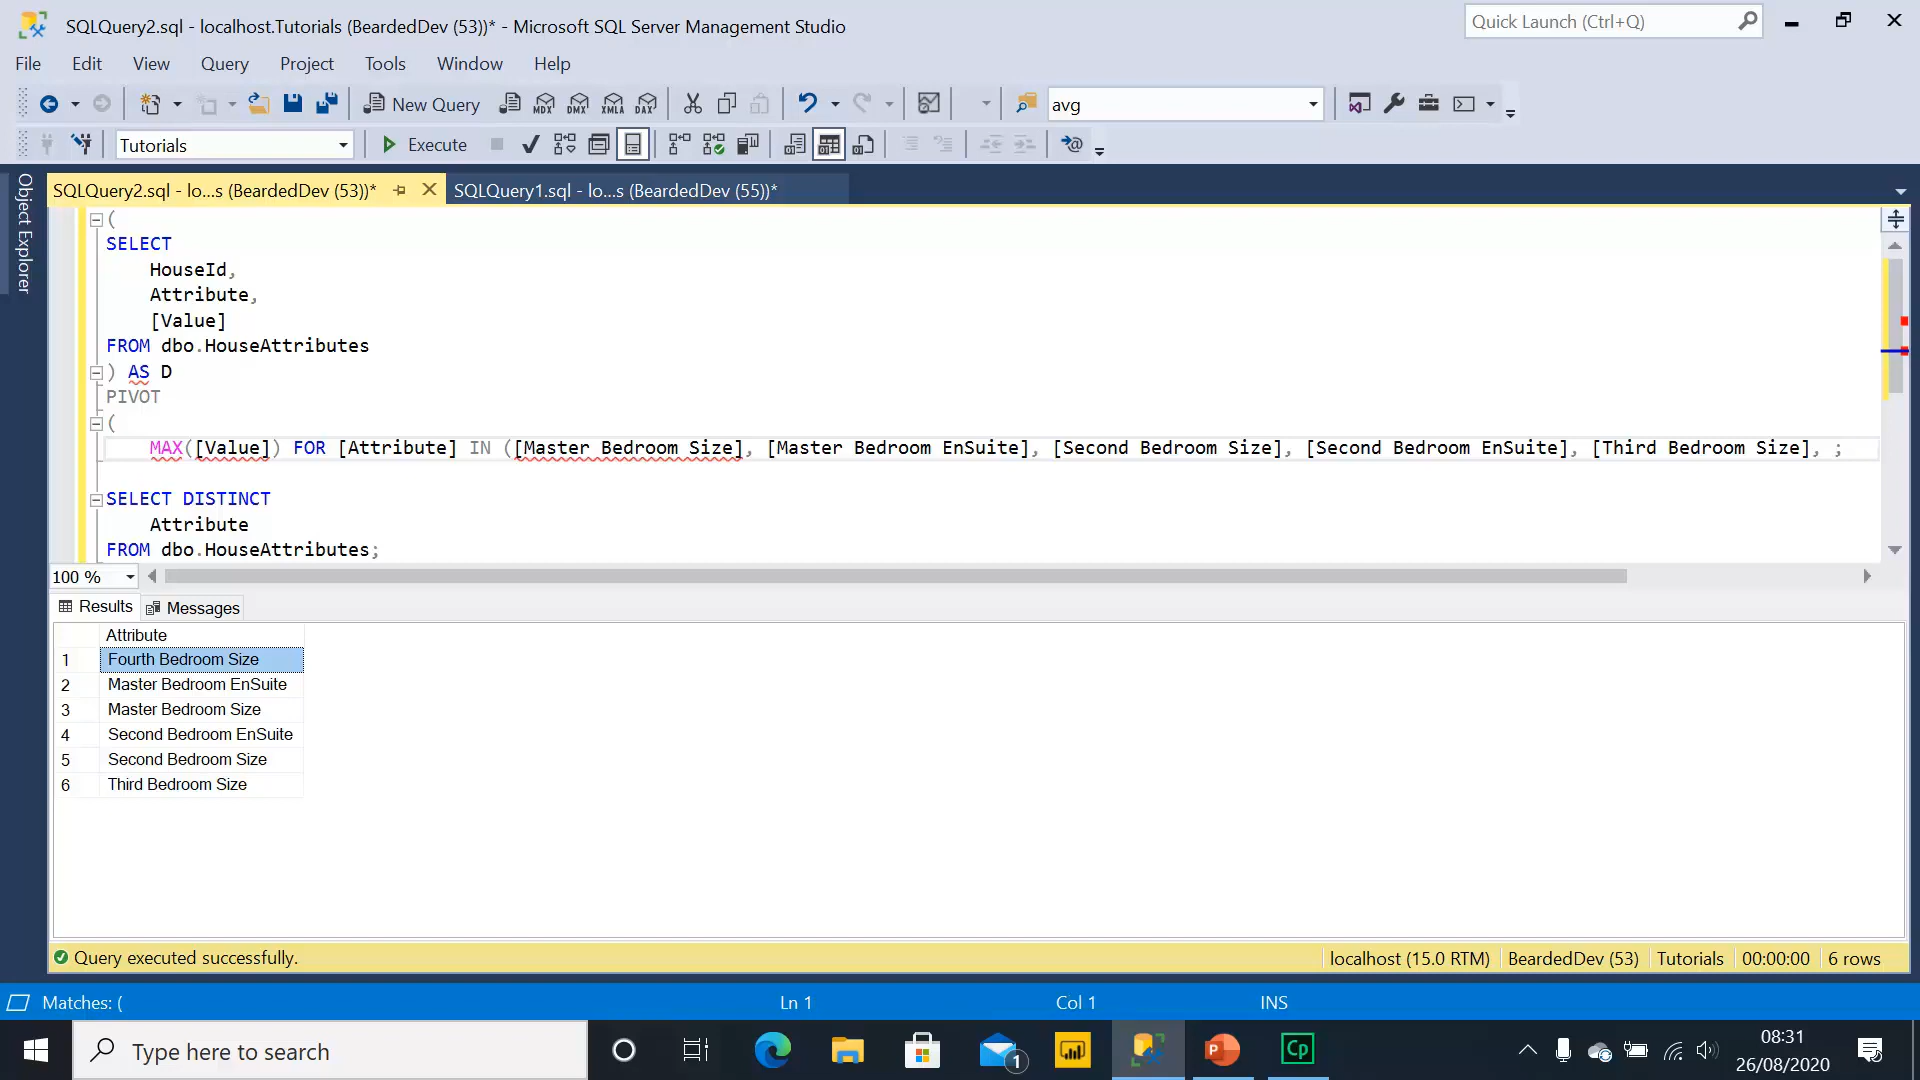 SQLQuery2.sql - localhost.Tutorials (BeardedDev (53))* - Microsoft SQL Server Management Studio
Quick Launch (Ctrl+Q)
File Edit View Query Project Tools Window Help
New Query
MDX DMX XMLA DAX
avg
Tutorials
Execute
SQLQuery2.sql - lo...s (BeardedDev (53))*
SQLQuery1.sql - lo...s (BeardedDev (55))*
Object Explorer
(
SELECT
HouseId,
Attribute,
[Value]
FROM dbo.HouseAttributes
) AS D
PIVOT
(
MAX([Value]) FOR [Attribute] IN ([Master Bedroom Size], [Master Bedroom EnSuite], [Second Bedroom Size], [Second Bedroom EnSuite], [Third Bedroom Size], ;
SELECT DISTINCT
Attribute
FROM dbo.HouseAttributes;
100 %
Results Messages
Attribute
1 Fourth Bedroom Size
2 Master Bedroom EnSuite
3 Master Bedroom Size
4 Second Bedroom EnSuite
5 Second Bedroom Size
6 Third Bedroom Size
Query executed successfully.
localhost (15.0 RTM) BeardedDev (53) Tutorials 00:00:00 6 rows
Matches: (
Ln 1 Col 1 INS
Type here to search
1
P
Cp
08:31
26/08/2020